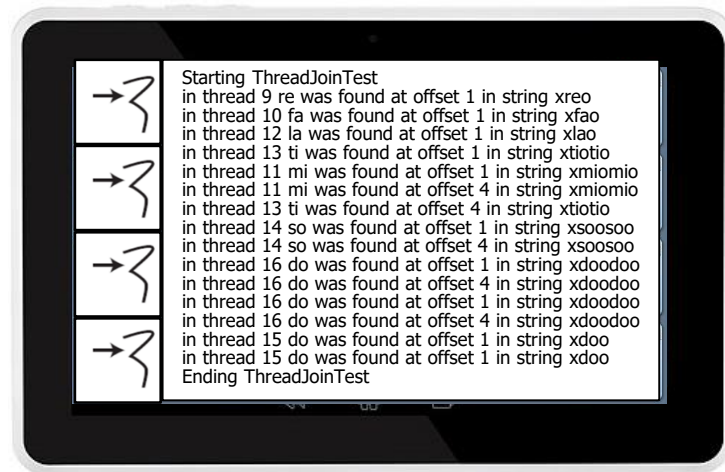 Starting ThreadJoinTest
in thread 9 re was found at offset 1 in string xreo
in thread 10 fa was found at offset 1 in string xfao
in thread 12 la was found at offset 1 in string xlao
in thread 13 ti was found at offset 1 in string xtiotio
in thread 11 mi was found at offset 1 in string xmiomio
in thread 11 mi was found at offset 4 in string xmiomio
in thread 13 ti was found at offset 4 in string xtiotio
in thread 14 so was found at offset 1 in string xsoosoo
in thread 14 so was found at offset 4 in string xsoosoo
in thread 16 do was found at offset 1 in string xdoodoo
in thread 16 do was found at offset 4 in string xdoodoo
in thread 16 do was found at offset 1 in string xdoodoo
in thread 16 do was found at offset 4 in string xdoodoo
in thread 15 do was found at offset 1 in string xdoo
in thread 15 do was found at offset 1 in string xdoo
Ending ThreadJoinTest